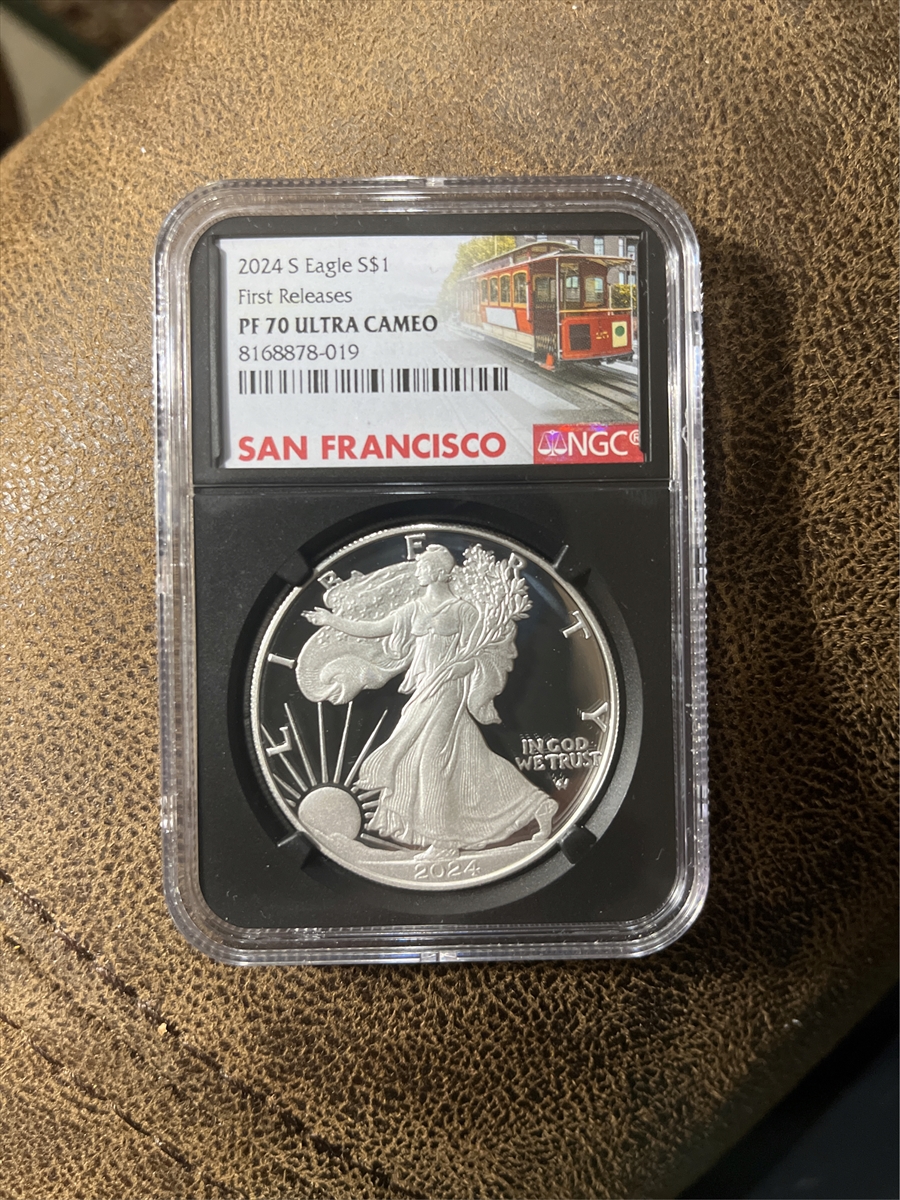 2024 S Eagle S$1
First Releases
PF 70 ULTRA CAMEO
8168878-019
SAN FRANCISCO
NGC®
LIBERTY
IN GOD
WE TRUST
2024